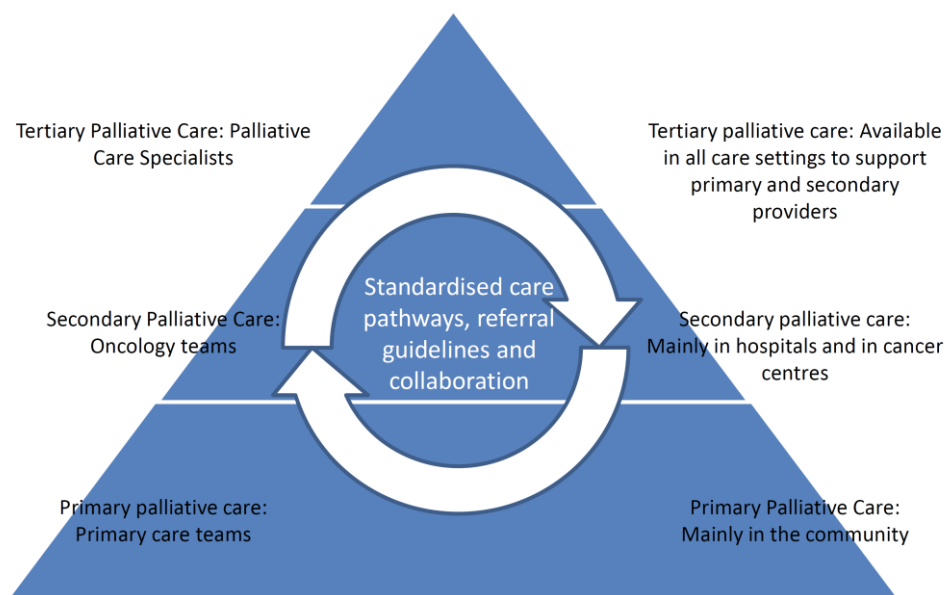 Tertiary Palliative Care: Palliative
Care Specialists
Tertiary palliative care: Available
in all care settings to support
primary and secondary
providers
Standardised care
pathways, referral
guidelines and
collaboration
Secondary Palliative Care:
Oncology teams
Secondary palliative care:
Mainly in hospitals and in cancer
centres
Primary palliative care:
Primary care teams
Primary Palliative Care:
Mainly in the community